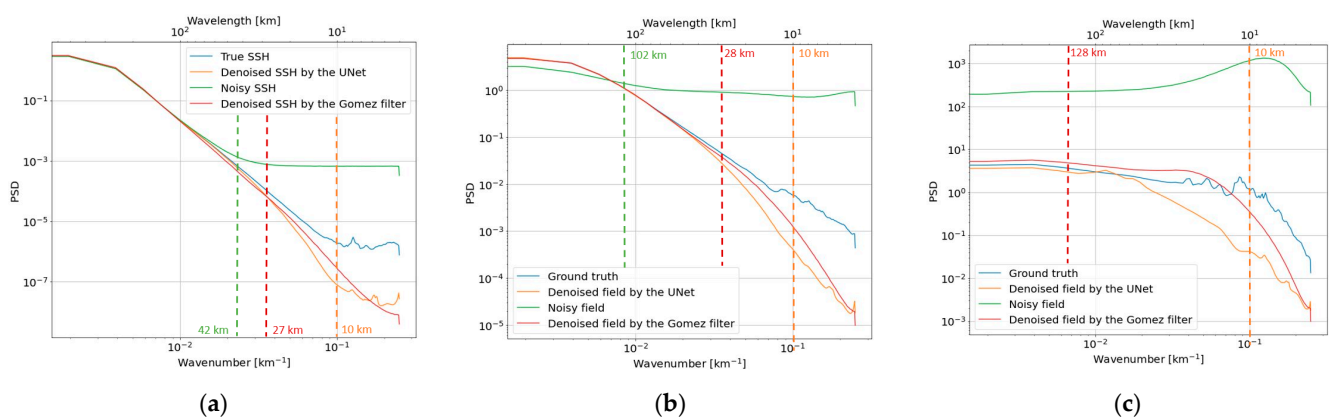 Wavelength [km]
10² 10¹
10⁻¹
10⁻³
10⁻⁵
10⁻⁷
PSD
True SSH
Denoised SSH by the UNet
Noisy SSH
Denoised SSH by the Gomez filter
42 km 27 km 10 km
10⁻² 10⁻¹
Wavenumber [km⁻¹]
(a)
Wavelength [km]
10² 10¹
102 km 28 km 10 km
10⁰
10⁻¹
10⁻²
10⁻³
10⁻⁴
10⁻⁵
PSD
Ground truth
Denoised field by the UNet
Noisy field
Denoised field by the Gomez filter
10⁻² 10⁻¹
Wavenumber [km⁻¹]
(b)
Wavelength [km]
10² 10¹
128 km 10 km
10³
10²
10¹
10⁰
10⁻¹
10⁻²
10⁻³
PSD
Ground truth
Denoised field by the UNet
Noisy field
Denoised field by the Gomez filter
10⁻² 10⁻¹
Wavenumber [km⁻¹]
(c)